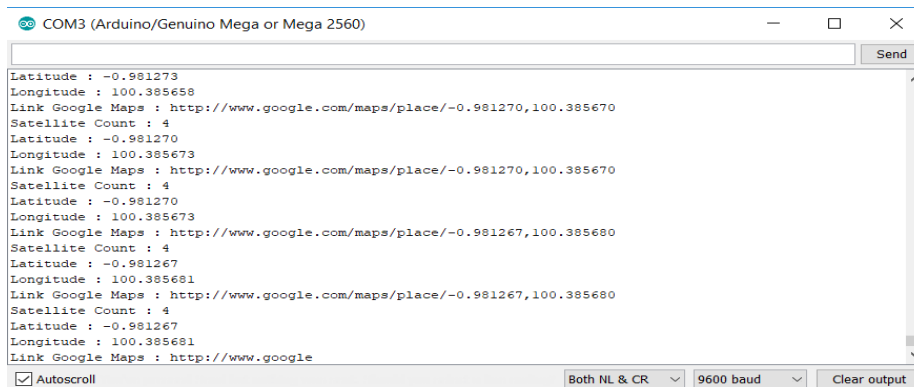 COM3 (Arduino/Genuino Mega or Mega 2560)
Send
Latitude : -0.981273
Longitude : 100.385658
Link Google Maps : http://www.google.com/maps/place/-0.981270,100.385670
Satellite Count : 4
Latitude : -0.981270
Longitude : 100.385673
Link Google Maps : http://www.google.com/maps/place/-0.981270,100.385670
Satellite Count : 4
Latitude : -0.981270
Longitude : 100.385673
Link Google Maps : http://www.google.com/maps/place/-0.981267,100.385680
Satellite Count : 4
Latitude : -0.981267
Longitude : 100.385681
Link Google Maps : http://www.google.com/maps/place/-0.981267,100.385680
Satellite Count : 4
Latitude : -0.981267
Longitude : 100.385681
Link Google Maps : http://www.google
Autoscroll Both NL & CR 9600 baud Clear output